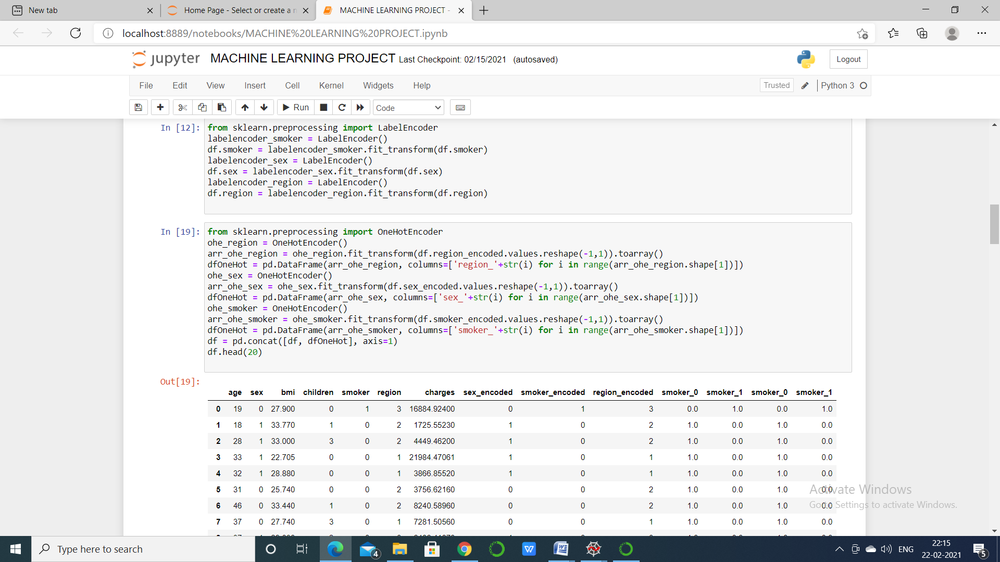 New tab
Home Page - Select or create a n
MACHINE LEARNING PROJECT -
localhost:8889/notebooks/MACHINE%20LEARNING%20PROJECT.ipynb
jupyter MACHINE LEARNING PROJECT Last Checkpoint: 02/15/2021 (autosaved)
Logout
File Edit View Insert Cell Kernel Widgets Help
Trusted Python 3
Run Code
In [12]: from sklearn.preprocessing import LabelEncoder
labelencoder_smoker = LabelEncoder()
df.smoker = labelencoder_smoker.fit_transform(df.smoker)
labelencoder_sex = LabelEncoder()
df.sex = labelencoder_sex.fit_transform(df.sex)
labelencoder_region = LabelEncoder()
df.region = labelencoder_region.fit_transform(df.region)
In [19]: from sklearn.preprocessing import OneHotEncoder
ohe_region = OneHotEncoder()
arr_ohe_region = ohe_region.fit_transform(df.region_encoded.values.reshape(-1,1)).toarray()
dfOneHot = pd.DataFrame(arr_ohe_region, columns=['region_'+str(i) for i in range(arr_ohe_region.shape[1])])
ohe_sex = OneHotEncoder()
arr_ohe_sex = ohe_sex.fit_transform(df.sex_encoded.values.reshape(-1,1)).toarray()
dfOneHot = pd.DataFrame(arr_ohe_sex, columns=['sex_'+str(i) for i in range(arr_ohe_sex.shape[1])])
ohe_smoker = OneHotEncoder()
arr_ohe_smoker = ohe_smoker.fit_transform(df.smoker_encoded.values.reshape(-1,1)).toarray()
dfOneHot = pd.DataFrame(arr_ohe_smoker, columns=['smoker_'+str(i) for i in range(arr_ohe_smoker.shape[1])])
df = pd.concat([df, dfOneHot], axis=1)
df.head(20)
Out[19]:
age sex bmi children smoker region charges sex_encoded smoker_encoded region_encoded smoker_0 smoker_1 smoker_0 smoker_1
0 19 0 27.900 0 1 3 16884.92400 0 1 3 0.0 1.0 0.0 1.0
1 18 1 33.770 1 0 2 1725.55230 1 0 2 1.0 0.0 1.0 0.0
2 28 1 33.000 3 0 2 4449.46200 1 0 2 1.0 0.0 1.0 0.0
3 33 1 22.705 0 0 1 21984.47061 1 0 1 1.0 0.0 1.0 0.0
4 32 1 28.880 0 0 1 3866.85520 1 0 1 1.0 0.0 1.0 0.0
5 31 0 25.740 0 0 2 3756.62160 0 0 2 1.0 0.0 1.0 0.0
6 46 0 33.440 1 0 2 8240.58960 0 0 2 1.0 0.0 1.0 0.0
7 37 0 27.740 3 0 1 7281.50560 0 0 1 1.0 0.0 1.0 0.0
Activate Windows
Go to Settings to activate Windows.
Type here to search
4
ENG
22:15
22-02-2021
5